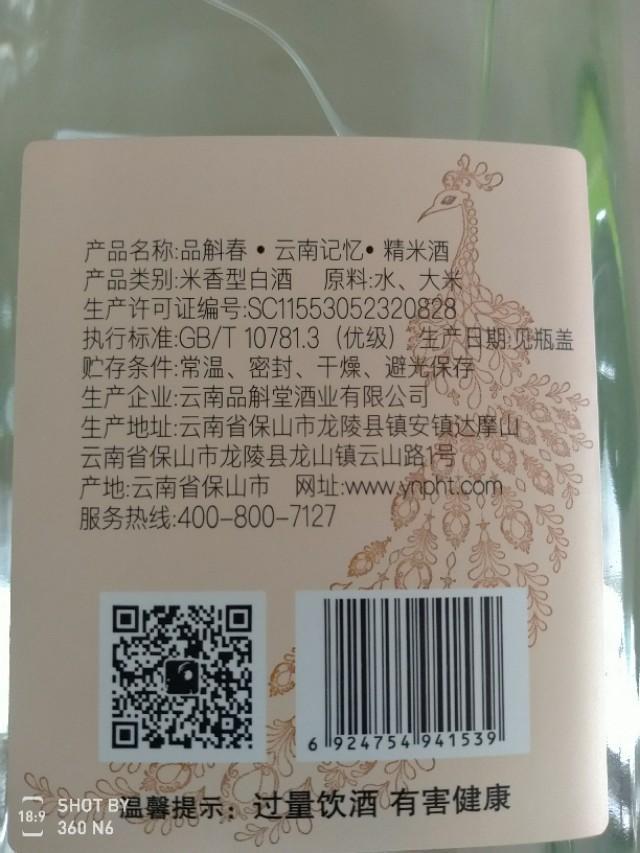 产品名称:品斛春•云南记忆•精米酒
产品类别:米香型白酒 原料:水、大米
生产许可证编号:SC11553052320828
执行标准:GB/T 10781.3（优级） 生产日期:见瓶盖
贮存条件:常温、密封、干燥、避光保存
生产企业:云南品斛堂酒业有限公司
生产地址:云南省保山市龙陵县镇安镇达摩山
云南省保山市龙陵县龙山镇云山路1号
产地:云南省保山市 网址:www.ynpht.com
服务热线:400-800-7127
6 924754 941539
温馨提示：过量饮酒 有害健康
18:9 SHOT BY
360 N6